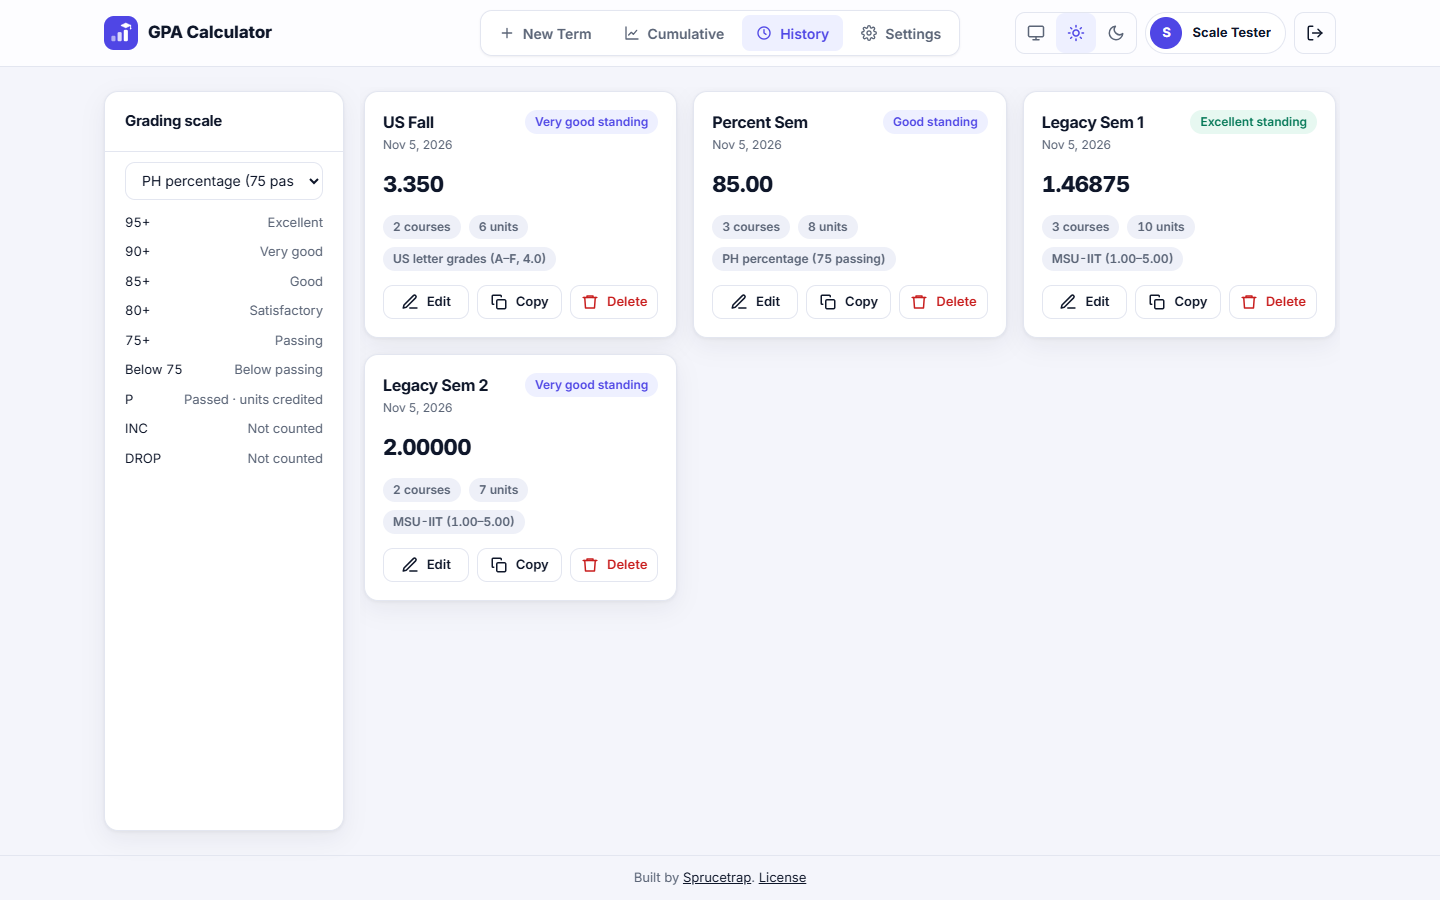 GPA Calculator
New Term
Cumulative
History
Settings
S
Scale Tester
Grading scale
PH percentage (75 pas
95+ Excellent
90+ Very good
85+ Good
80+ Satisfactory
75+ Passing
Below 75 Below passing
P Passed · units credited
INC Not counted
DROP Not counted
US Fall
Very good standing
Nov 5, 2026
3.350
2 courses
6 units
US letter grades (A–F, 4.0)
Edit
Copy
Delete
Percent Sem
Good standing
Nov 5, 2026
85.00
3 courses
8 units
PH percentage (75 passing)
Edit
Copy
Delete
Legacy Sem 1
Excellent standing
Nov 5, 2026
1.46875
3 courses
10 units
MSU-IIT (1.00–5.00)
Edit
Copy
Delete
Legacy Sem 2
Very good standing
Nov 5, 2026
2.00000
2 courses
7 units
MSU-IIT (1.00–5.00)
Edit
Copy
Delete
Built by Sprucetrap. License